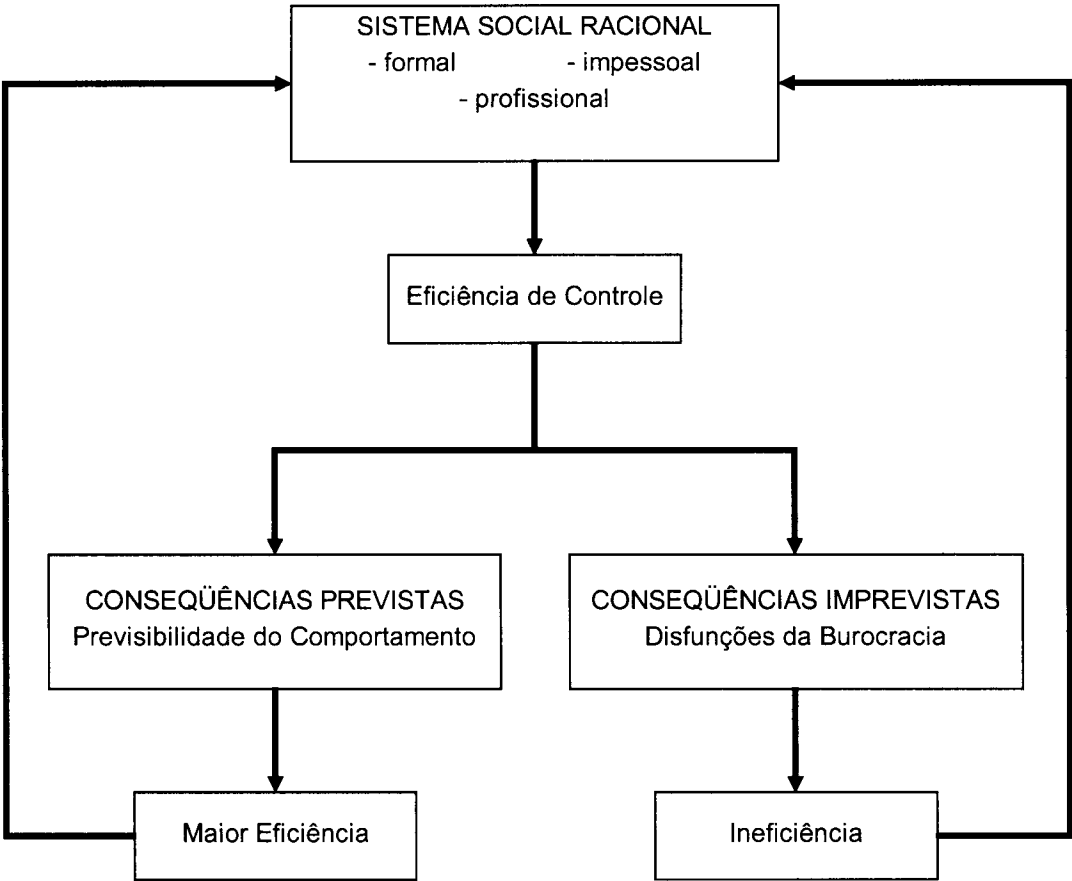 SISTEMA SOCIAL RACIONAL
- formal - impessoal
- profissional
Eficiência de Controle
CONSEQÜÊNCIAS PREVISTAS
Previsibilidade do Comportamento
CONSEQÜÊNCIAS IMPREVISTAS
Disfunções da Burocracia
Maior Eficiência
Ineficiência